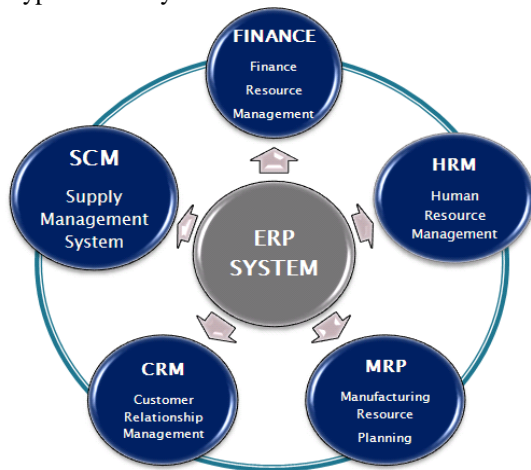 FINANCE
Finance
Resource
Management
SCM
Supply
Management
System
HRM
Human
Resource
Management
ERP
SYSTEM
CRM
Customer
Relationship
Management
MRP
Manufacturing
Resource
Planning